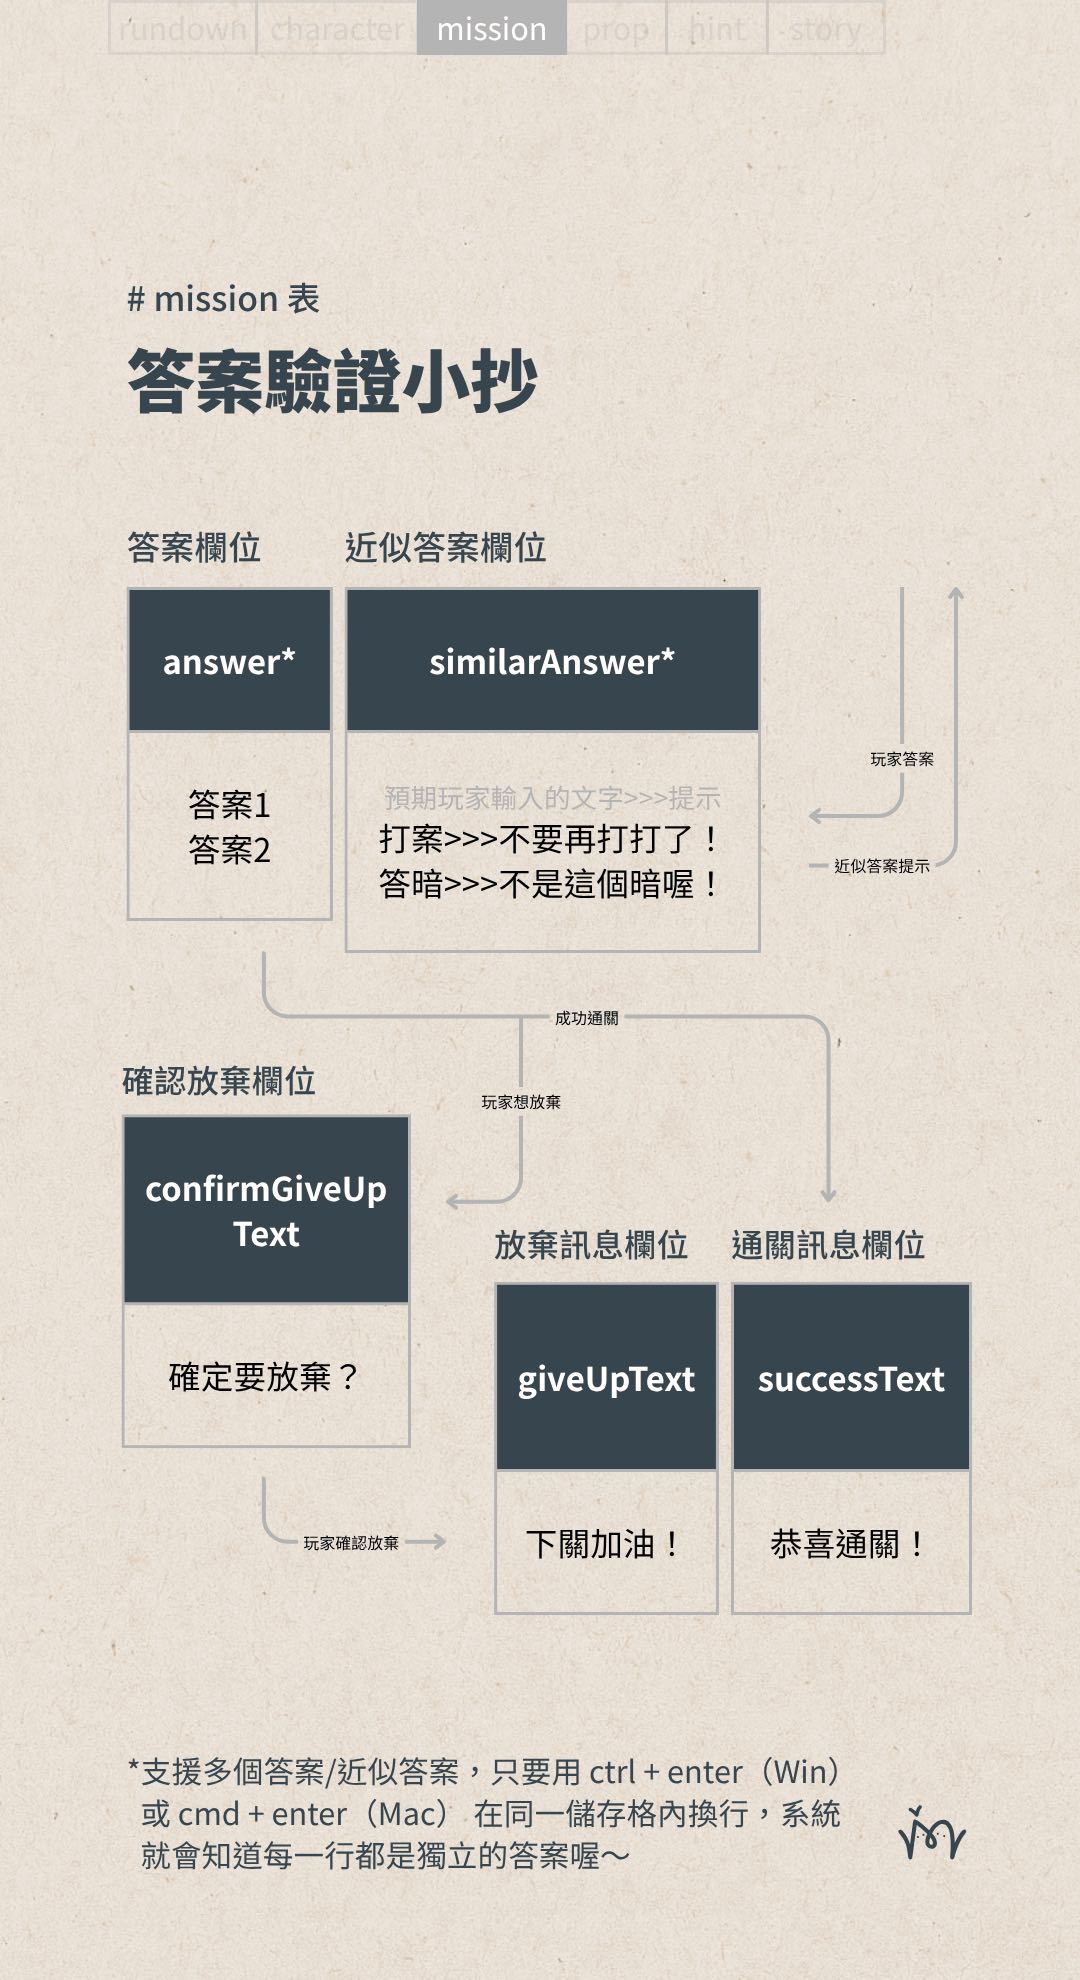 rundown character mission prop hint story
# mission 表
答案驗證小抄
答案欄位 近似答案欄位
answer* similarAnswer*
答案1
答案2
預期玩家輸入的文字>>>提示
打案>>>不要再打打了！
答暗>>>不是這個暗喔！
玩家答案
近似答案提示
成功通關
玩家想放棄
確認放棄欄位
confirmGiveUp
Text
確定要放棄？
玩家確認放棄
放棄訊息欄位 通關訊息欄位
giveUpText successText
下關加油！ 恭喜通關！
*支援多個答案/近似答案，只要用 ctrl + enter（Win）
或 cmd + enter（Mac） 在同一儲存格內換行，系統
就會知道每一行都是獨立的答案喔～